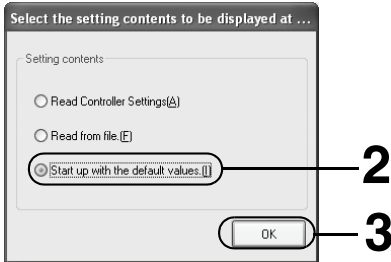 Select the setting contents to be displayed at ...
Setting contents
Read Controller Settings(A)
Read from file.(F)
Start up with the default values.(I)
2
OK
3